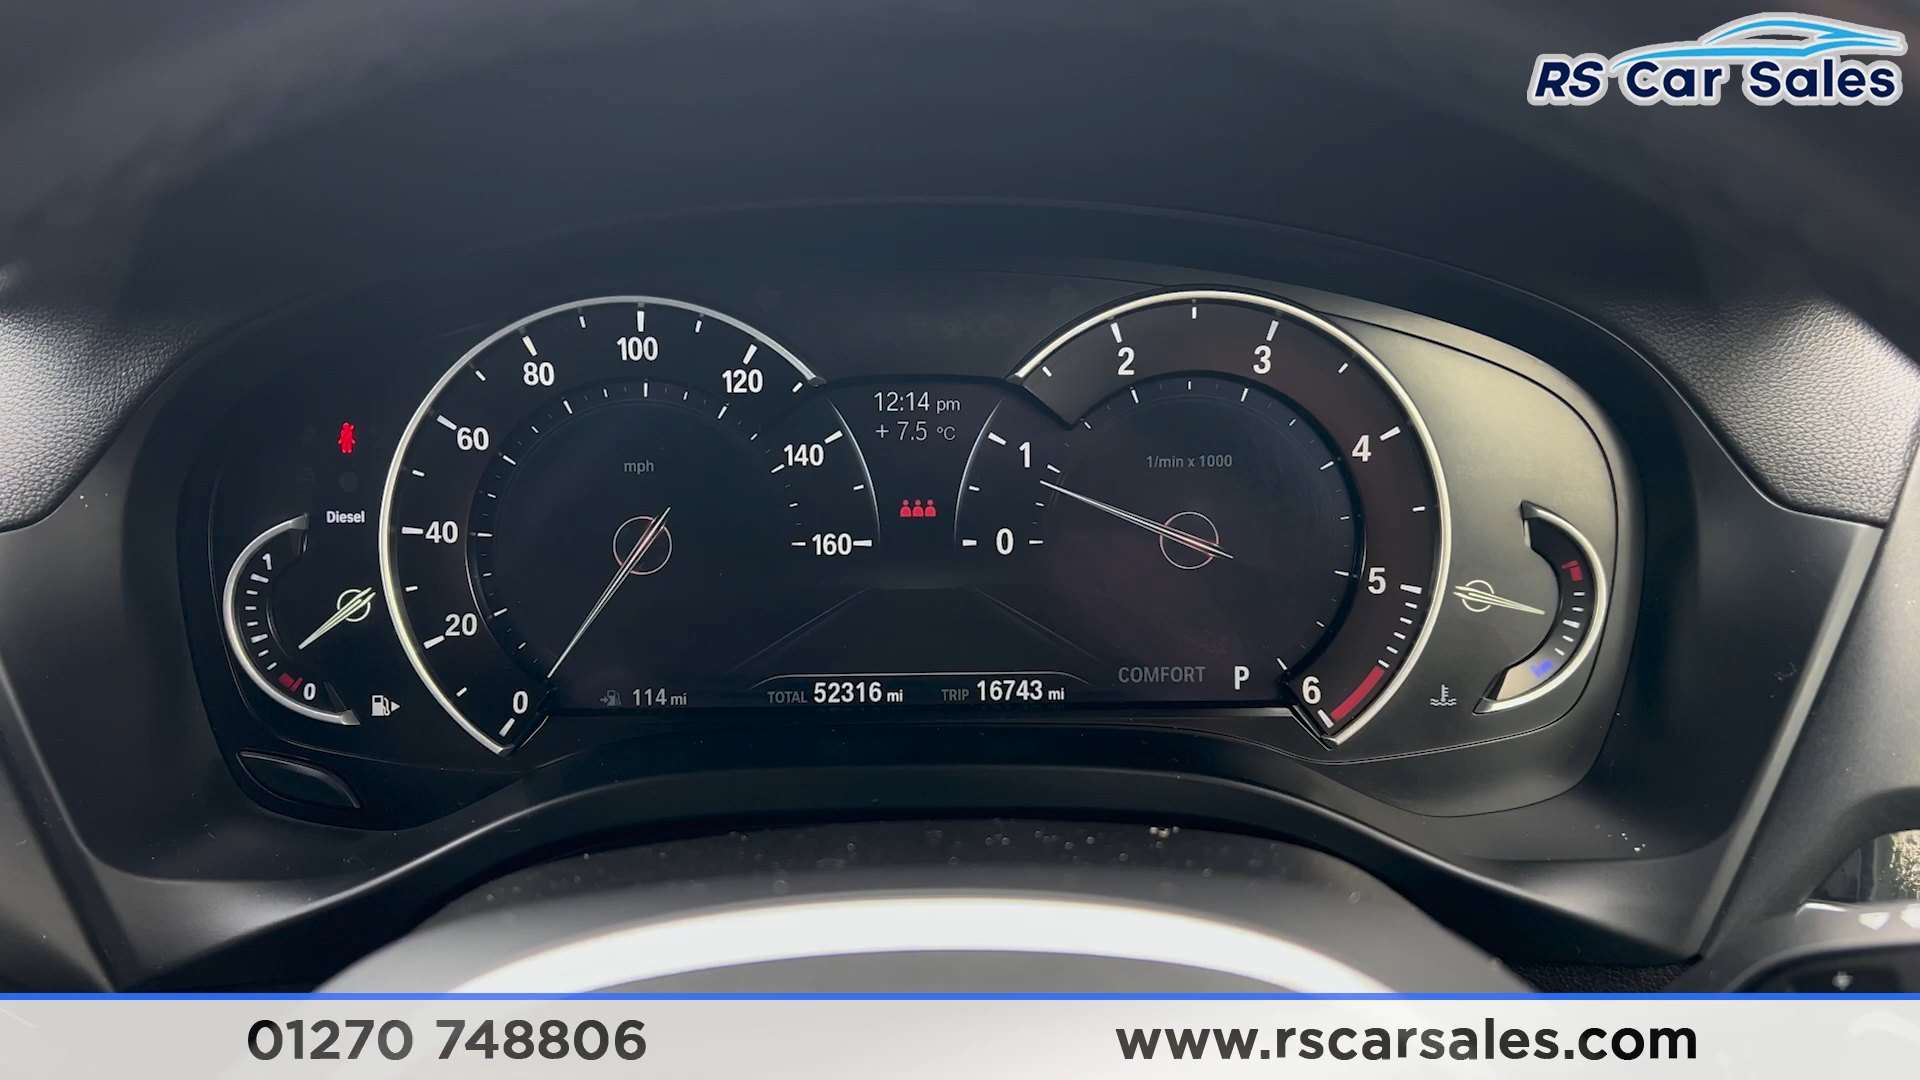 RS Car Sales
12:14 pm
+ 7.5 °C
mph
0
20
40
60
80
100
120
140
160
1/min x 1000
0
1
2
3
4
5
6
Diesel
1
0
114 mi
TOTAL 52316 mi
TRIP 16743 mi
COMFORT P
01270 748806
www.rscarsales.com